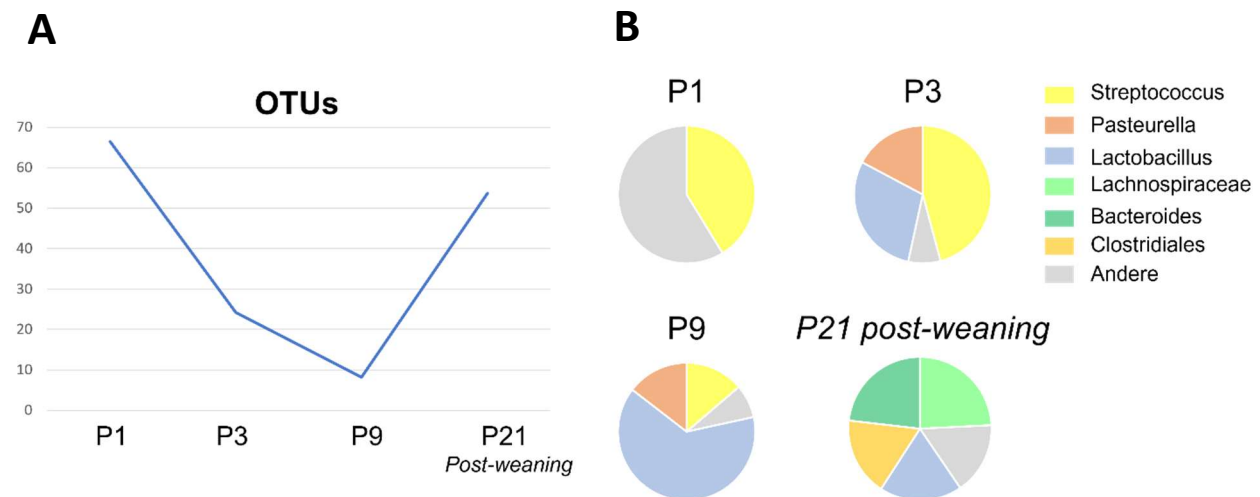 A
OTUs
70
60
50
40
30
20
10
0
P1
P3
P9
P21
Post-weaning
B
P1
P3
Streptococcus
Pasteurella
Lactobacillus
Lachnospiraceae
Bacteroides
Clostridiales
Andere
P9
P21 post-weaning